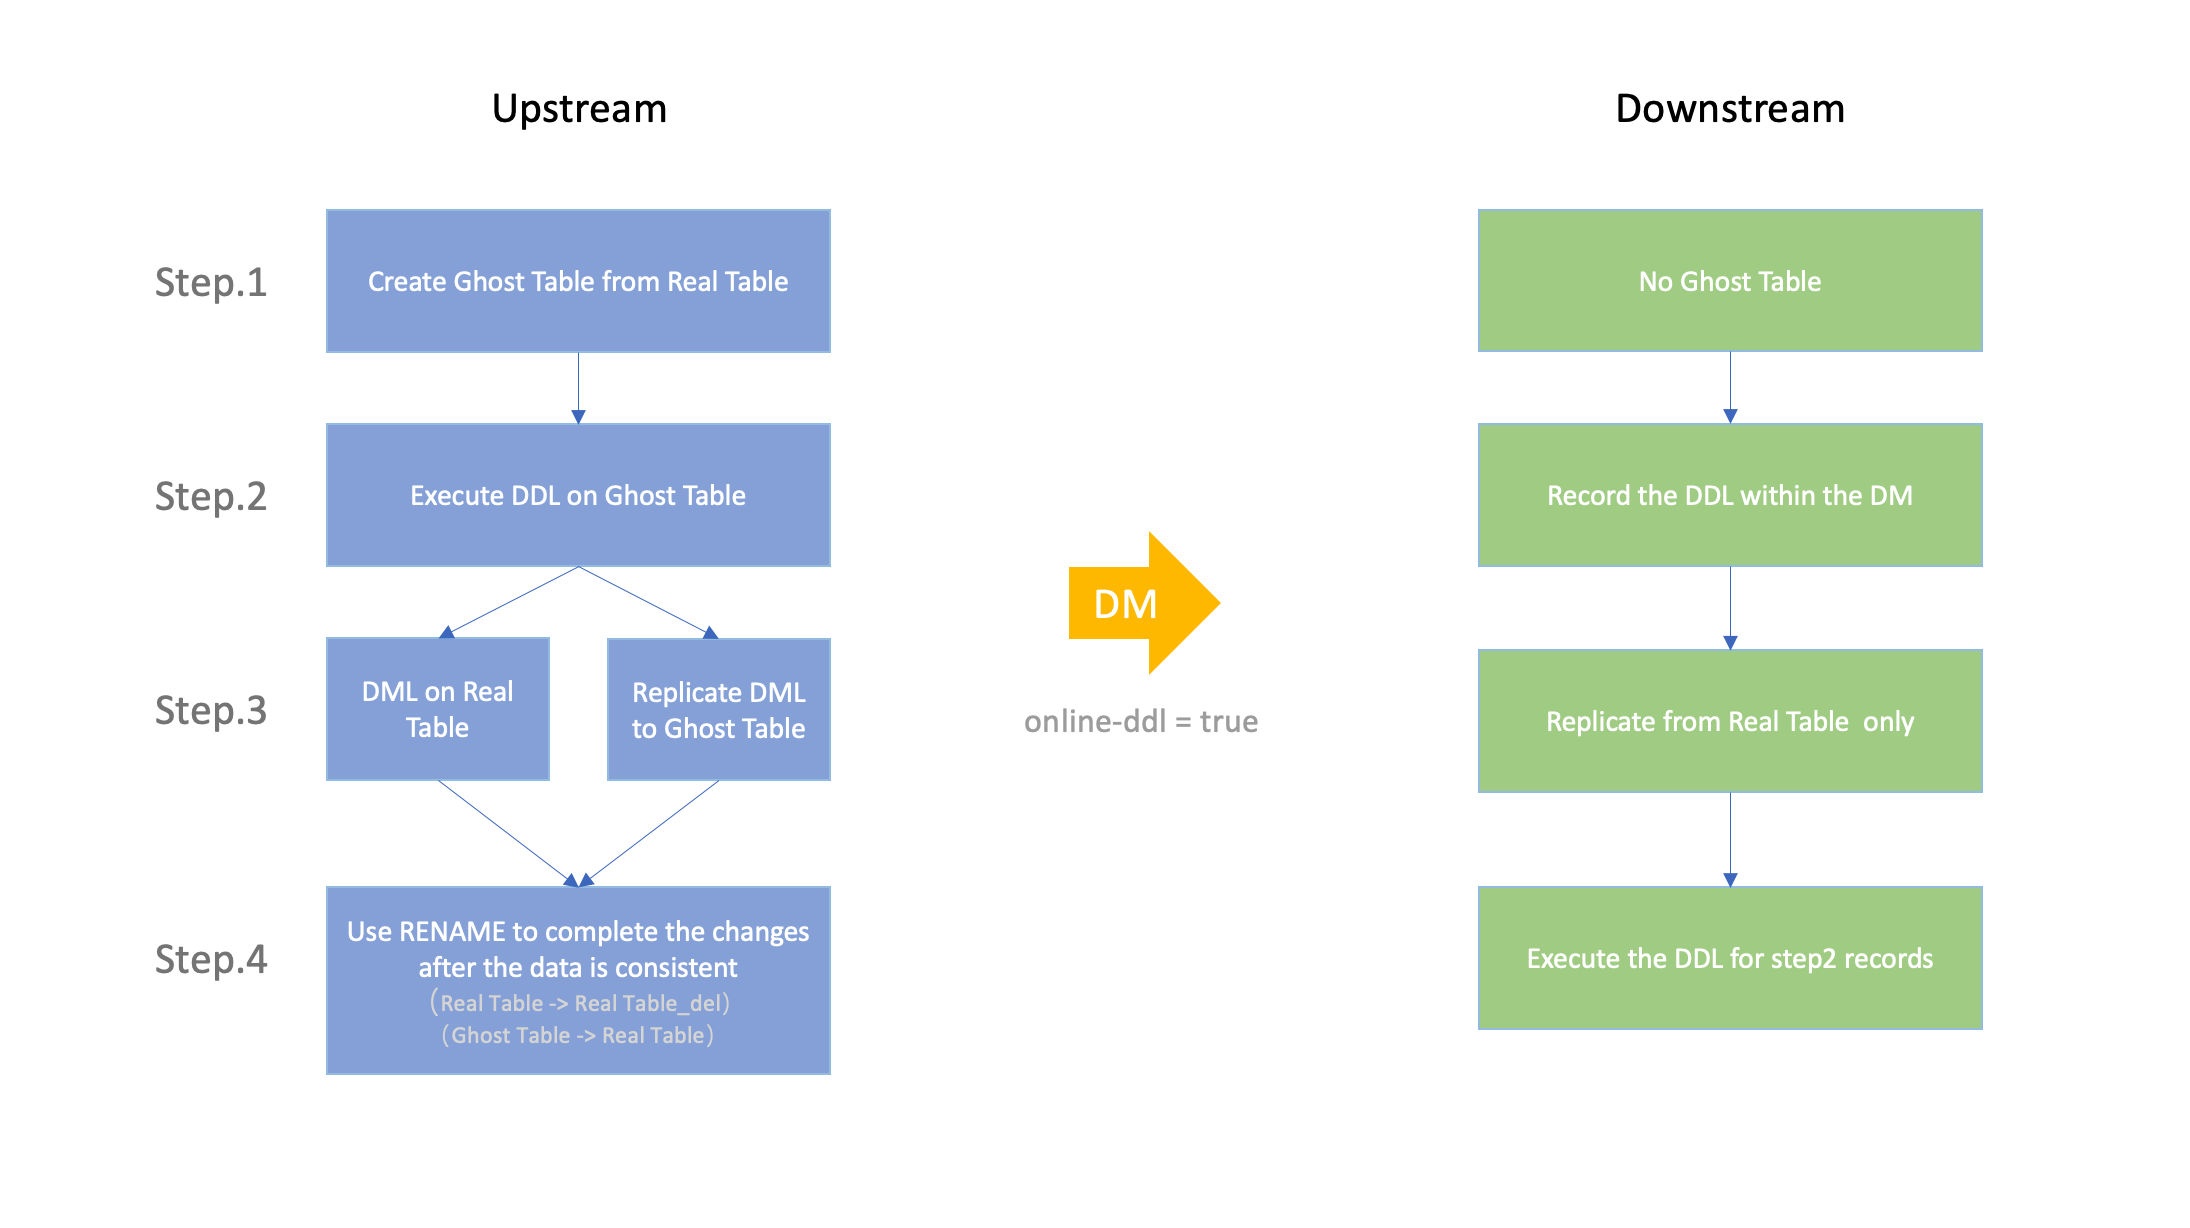 Upstream
Downstream
Step.1
Create Ghost Table from Real Table
No Ghost Table
Step.2
Execute DDL on Ghost Table
Record the DDL within the DM
DM
online-ddl = true
Step.3
DML on Real
Table
Replicate DML
to Ghost Table
Replicate from Real Table  only
Step.4
Use RENAME to complete the changes
after the data is consistent
(Real Table -> Real Table_del)
(Ghost Table -> Real Table)
Execute the DDL for step2 records